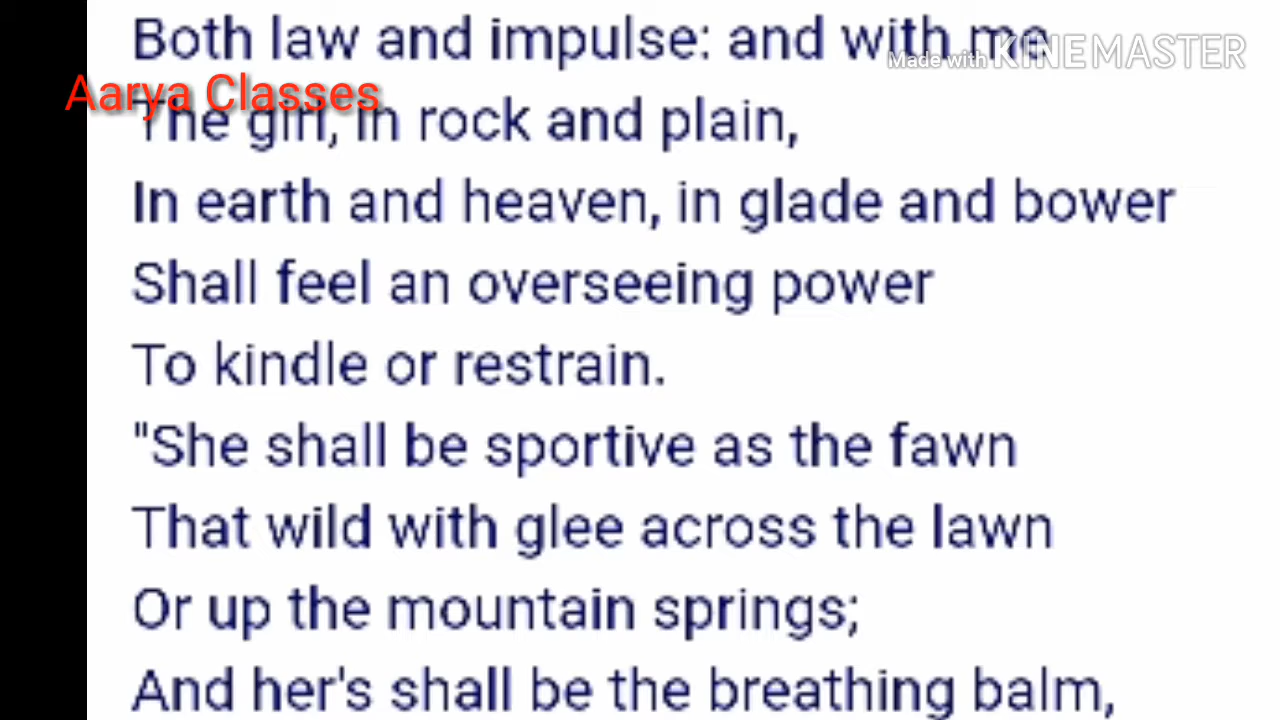 Both law and impulse: and with me
Made with KINEMASTER
Aarya Classes
The girl, in rock and plain,
In earth and heaven, in glade and bower
Shall feel an overseeing power
To kindle or restrain.
"She shall be sportive as the fawn
That wild with glee across the lawn
Or up the mountain springs;
And her's shall be the breathing balm,